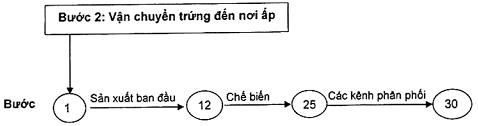 Bước 2: Vận chuyển trứng đến nơi ấp
Bước 1 Sản xuất ban đầu 12 Chế biến 25 Các kênh phân phối 30